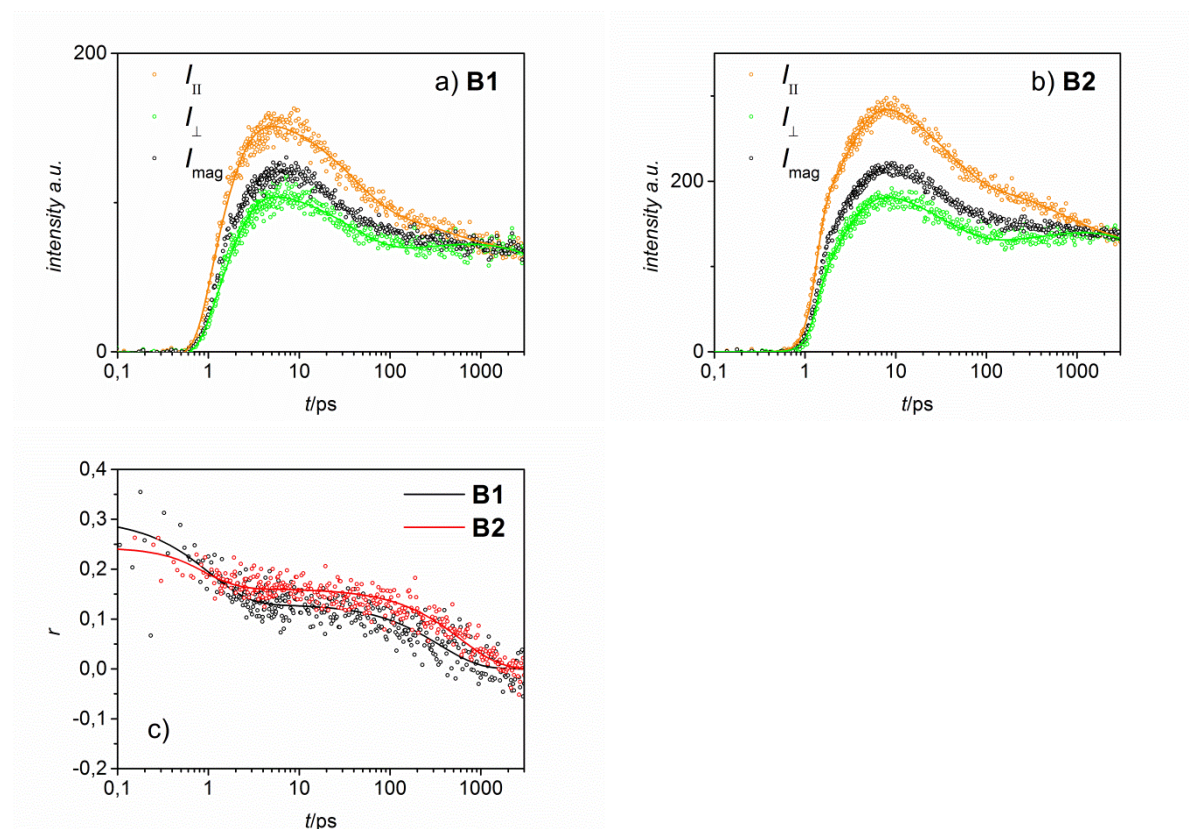 200
I_II
I_⊥
I_mag
a) B1
100
0
intensity a.u.
0,1 1 10 100 1000
t/ps
I_II
I_⊥
I_mag
b) B2
200
0
intensity a.u.
0,1 1 10 100 1000
t/ps
0,4
0,3
0,2
0,1
0,0
-0,1
-0,2
r
B1
B2
c)
0,1 1 10 100 1000
t/ps